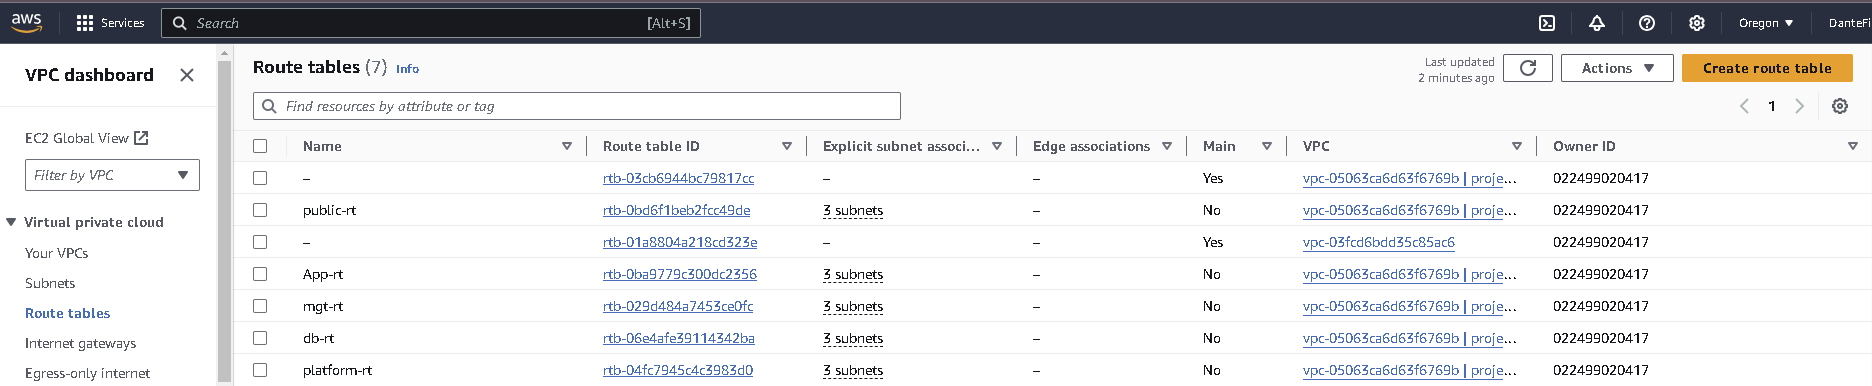 aws Services Search [Alt+S] Oregon ▼ DanteFi
VPC dashboard
EC2 Global View
Filter by VPC
Virtual private cloud
Your VPCs
Subnets
Route tables
Internet gateways
Egress-only internet
Route tables (7) Info
Last updated
2 minutes ago
Actions
Create route table
Find resources by attribute or tag
1
Name Route table ID Explicit subnet associ... Edge associations Main VPC Owner ID
– rtb-03cb6944bc79817cc – – Yes vpc-05063ca6d63f6769b | proje... 022499020417
public-rt rtb-0bd6f1beb2fcc49de 3 subnets – No vpc-05063ca6d63f6769b | proje... 022499020417
– rtb-01a8804a218cd323e – – Yes vpc-03fcd6bdd35c85ac6 022499020417
App-rt rtb-0ba9779c300dc2356 3 subnets – No vpc-05063ca6d63f6769b | proje... 022499020417
mgt-rt rtb-029d484a7453ce0fc 3 subnets – No vpc-05063ca6d63f6769b | proje... 022499020417
db-rt rtb-06e4afe39114342ba 3 subnets – No vpc-05063ca6d63f6769b | proje... 022499020417
platform-rt rtb-04fc7945c4c3983d0 3 subnets – No vpc-05063ca6d63f6769b | proje... 022499020417